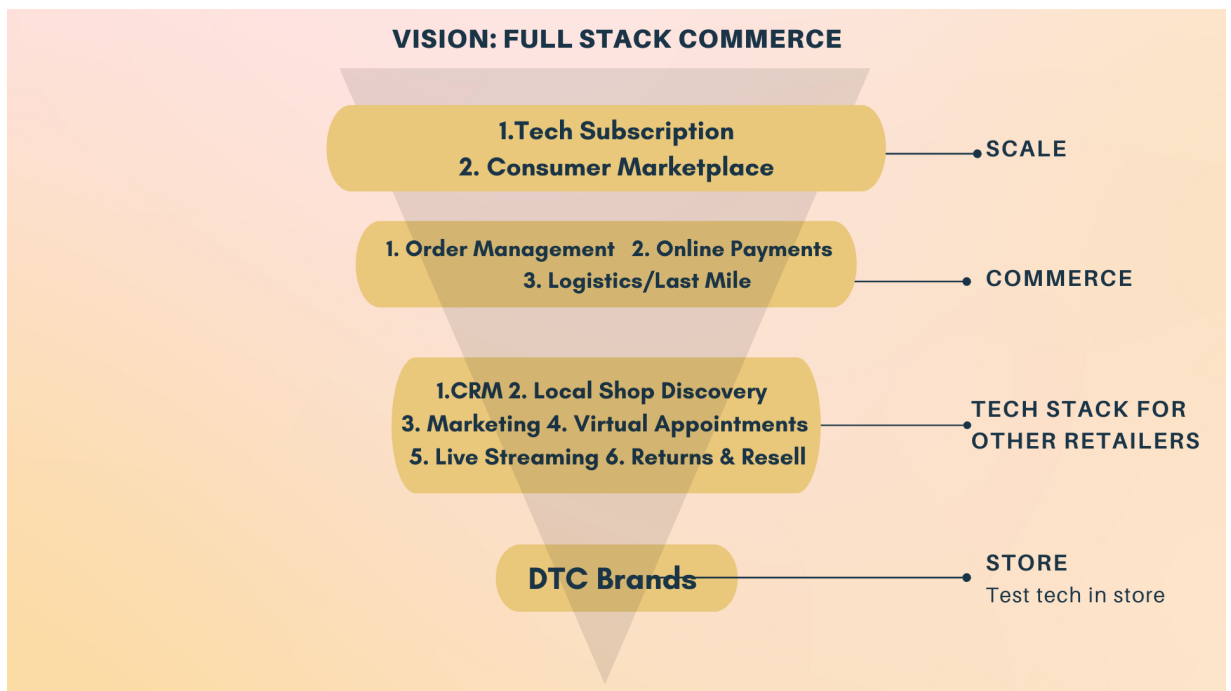 VISION: FULL STACK COMMERCE
1.Tech Subscription
2. Consumer Marketplace
SCALE
1. Order Management 2. Online Payments
3. Logistics/Last Mile
COMMERCE
1.CRM 2. Local Shop Discovery
3. Marketing 4. Virtual Appointments
5. Live Streaming 6. Returns & Resell
TECH STACK FOR
OTHER RETAILERS
DTC Brands
STORE
Test tech in store